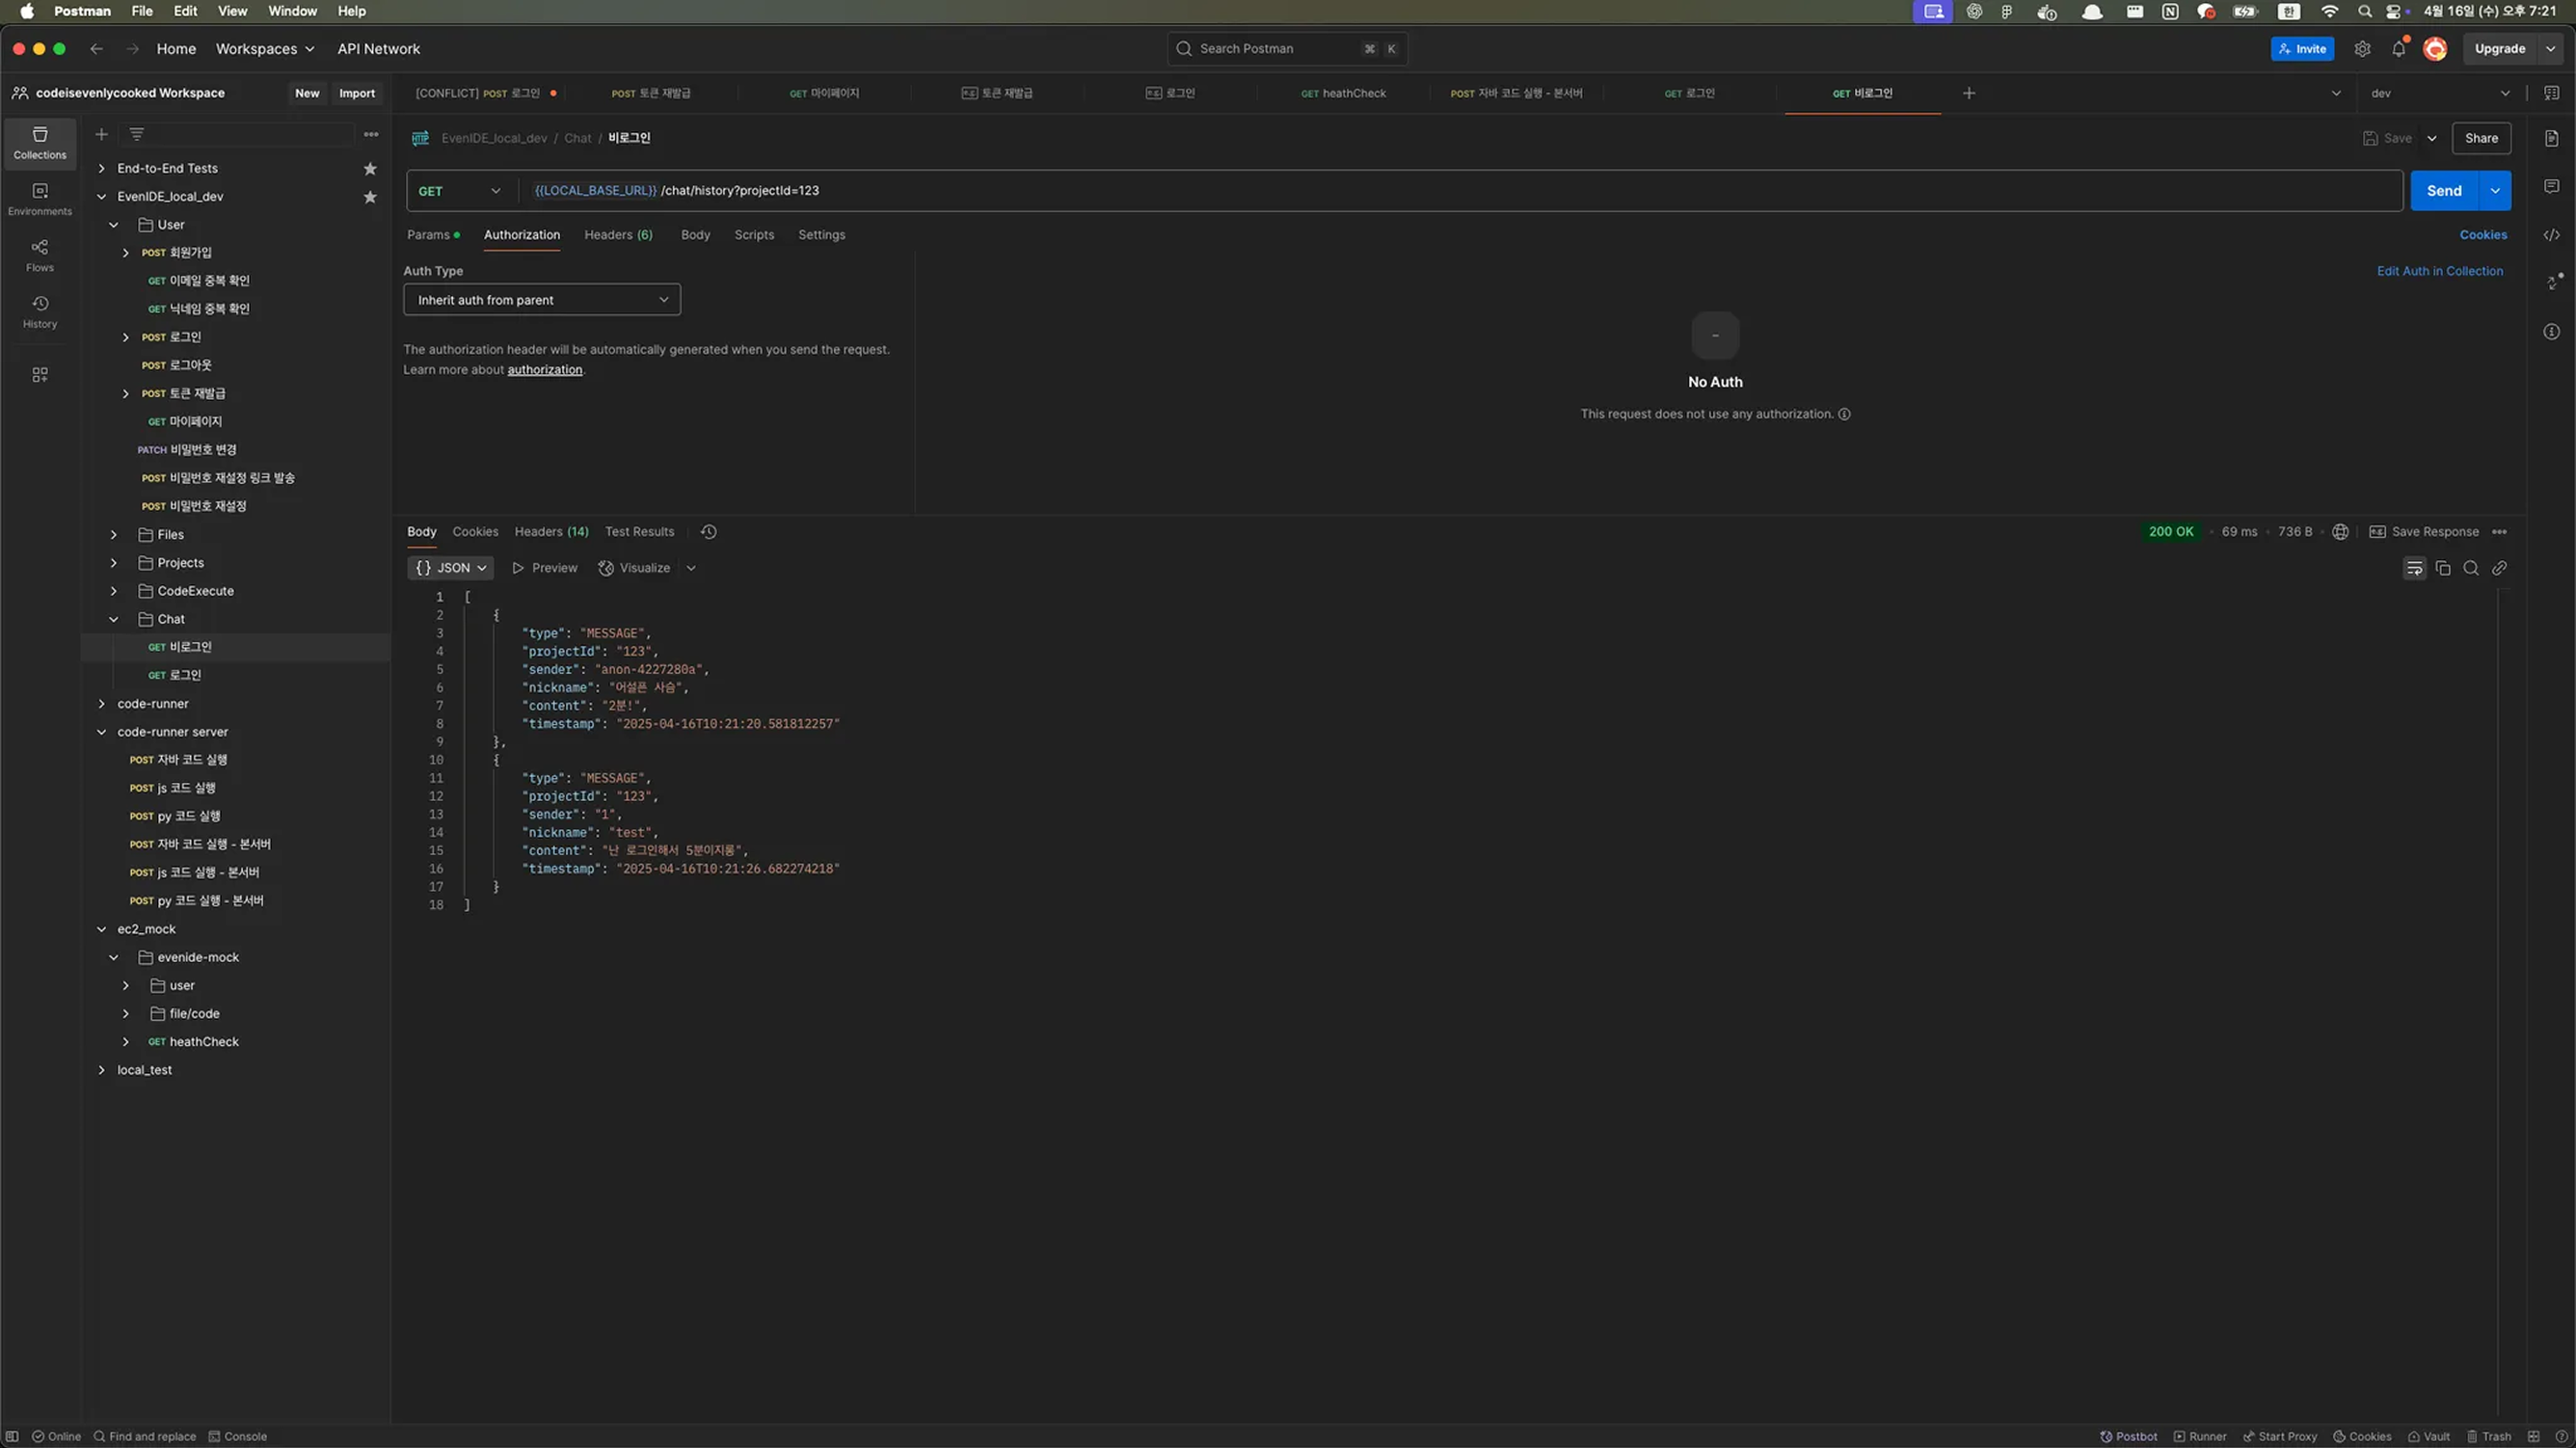 Postman File Edit View Window Help 4월 16일 (수) 오후 7:21
Home Workspaces API Network Search Postman ⌘ K Invite Upgrade
codeisevenlycooked Workspace New Import [CONFLICT] POST 로그인 POST 토큰 재발급 GET 마이페이지 토큰 재발급 로그인 GET heathCheck POST 자바 코드 실행 - 본서버 GET 로그인 GET 비로그인 dev
Collections
Environments
Flows
History
End-to-End Tests
EvenIDE_local_dev
User
POST 회원가입
GET 이메일 중복 확인
GET 닉네임 중복 확인
POST 로그인
POST 로그아웃
POST 토큰 재발급
GET 마이페이지
PATCH 비밀번호 변경
POST 비밀번호 재설정 링크 발송
POST 비밀번호 재설정
Files
Projects
CodeExecute
Chat
GET 비로그인
GET 로그인
code-runner
code-runner server
POST 자바 코드 실행
POST js 코드 실행
POST py 코드 실행
POST 자바 코드 실행 - 본서버
POST js 코드 실행 - 본서버
POST py 코드 실행 - 본서버
ec2_mock
evenide-mock
user
file/code
GET heathCheck
local_test
HTTP EvenIDE_local_dev / Chat / 비로그인 Save Share
GET {{LOCAL_BASE_URL}} /chat/history?projectId=123 Send
Params Authorization Headers (6) Body Scripts Settings Cookies
Auth Type Edit Auth in Collection
Inherit auth from parent
The authorization header will be automatically generated when you send the request.
Learn more about authorization.
No Auth
This request does not use any authorization.
Body Cookies Headers (14) Test Results 200 OK 69 ms 736 B Save Response
{} JSON Preview Visualize
1 [
2 {
3 "type": "MESSAGE",
4 "projectId": "123",
5 "sender": "anon-4227280a",
6 "nickname": "어설픈 사슴",
7 "content": "2분!",
8 "timestamp": "2025-04-16T10:21:20.581812257"
9 },
10 {
11 "type": "MESSAGE",
12 "projectId": "123",
13 "sender": "1",
14 "nickname": "test",
15 "content": "난 로그인해서 5분이지롱",
16 "timestamp": "2025-04-16T10:21:26.682274218"
17 }
18 ]
Online Find and replace Console Postbot Runner Start Proxy Cookies Vault Trash